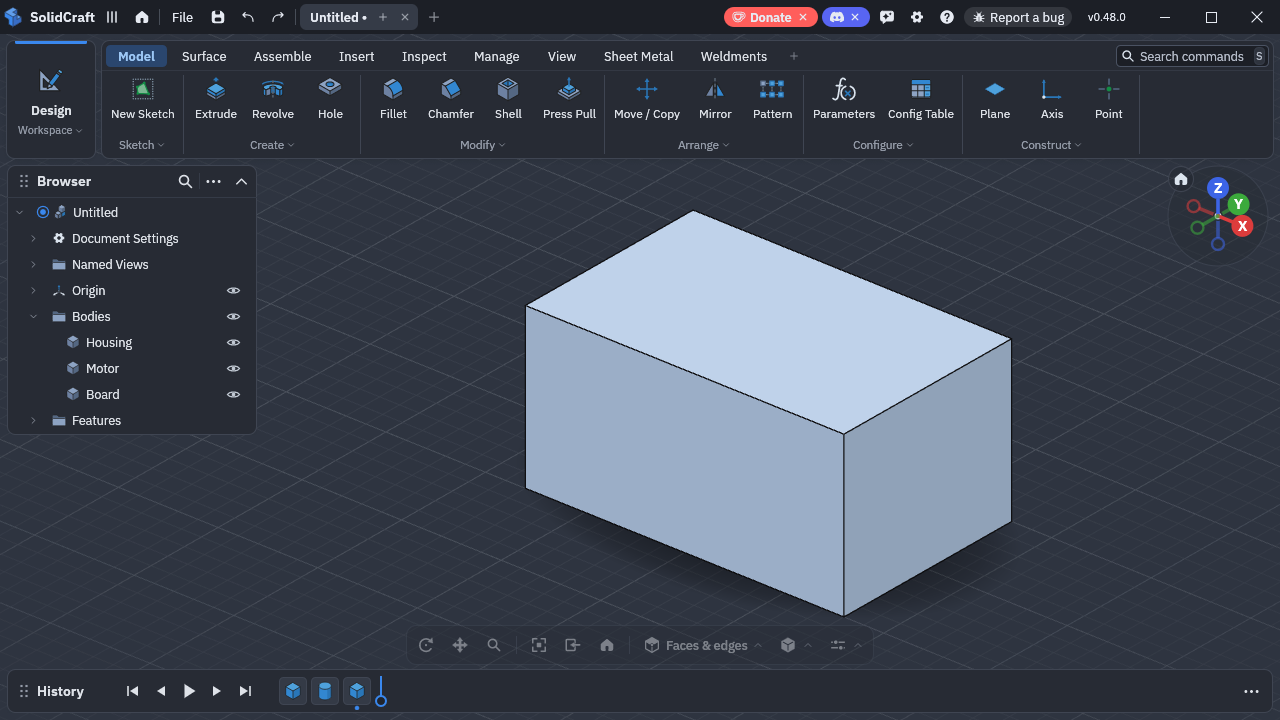 SolidCraft
File
Untitled •
Donate
Report a bug
v0.48.0
Design
Workspace
Model
Surface
Assemble
Insert
Inspect
Manage
View
Sheet Metal
Weldments
Search commands
S
New Sketch
Extrude
Revolve
Hole
Fillet
Chamfer
Shell
Press Pull
Move / Copy
Mirror
Pattern
Parameters
Config Table
Plane
Axis
Point
Sketch
Create
Modify
Arrange
Configure
Construct
Browser
Untitled
Document Settings
Named Views
Origin
Bodies
Housing
Motor
Board
Features
Z
Y
X
Faces & edges
History